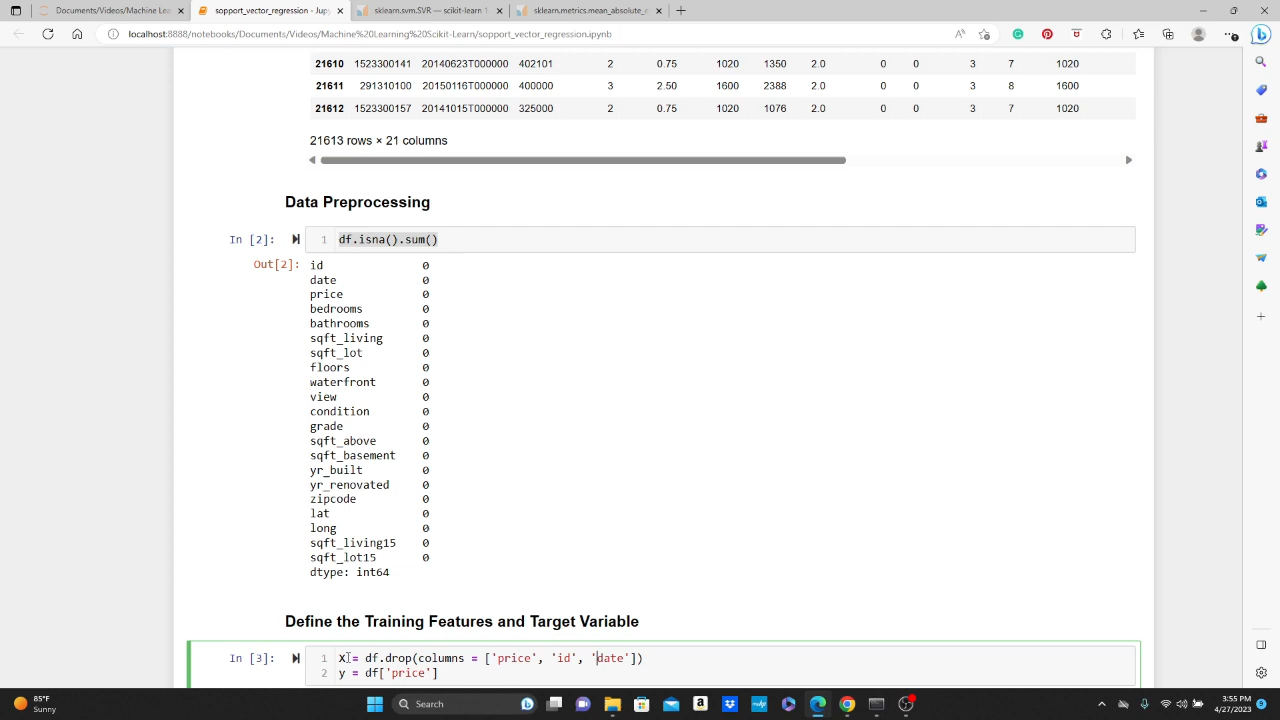 Documents/Videos/Machine Lea
sopport_vector_regression - Jupy
sklearn.svm.SVR — scikit-learn 1
sklearn.metrics.mean_absolute_e
localhost:8888/notebooks/Documents/Videos/Machine%20Learning%20Scikit-Learn/sopport_vector_regression.ipynb
21610 1523300141 20140623T000000 402101 2 0.75 1020 1350 2.0 0 0 3 7 1020
21611 291310100 20150116T000000 400000 3 2.50 1600 2388 2.0 0 0 3 8 1600
21612 1523300157 20141015T000000 325000 2 0.75 1020 1076 2.0 0 0 3 7 1020
21613 rows × 21 columns
Data Preprocessing
In [2]: 1 df.isna().sum()
Out[2]: id 0
date 0
price 0
bedrooms 0
bathrooms 0
sqft_living 0
sqft_lot 0
floors 0
waterfront 0
view 0
condition 0
grade 0
sqft_above 0
sqft_basement 0
yr_built 0
yr_renovated 0
zipcode 0
lat 0
long 0
sqft_living15 0
sqft_lot15 0
dtype: int64
Define the Training Features and Target Variable
In [3]: 1 X = df.drop(columns = ['price', 'id', 'date'])
2 y = df['price']
85°F
Sunny
Search
3:55 PM
4/27/2023